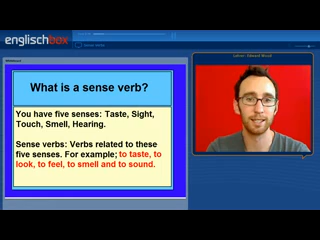 englischbox
What is a sense verb?
You have five senses: Taste, Sight,
Touch, Smell, Hearing.
Sense verbs: Verbs related to these
five senses. For example; to taste, to
look, to feel, to smell and to sound.